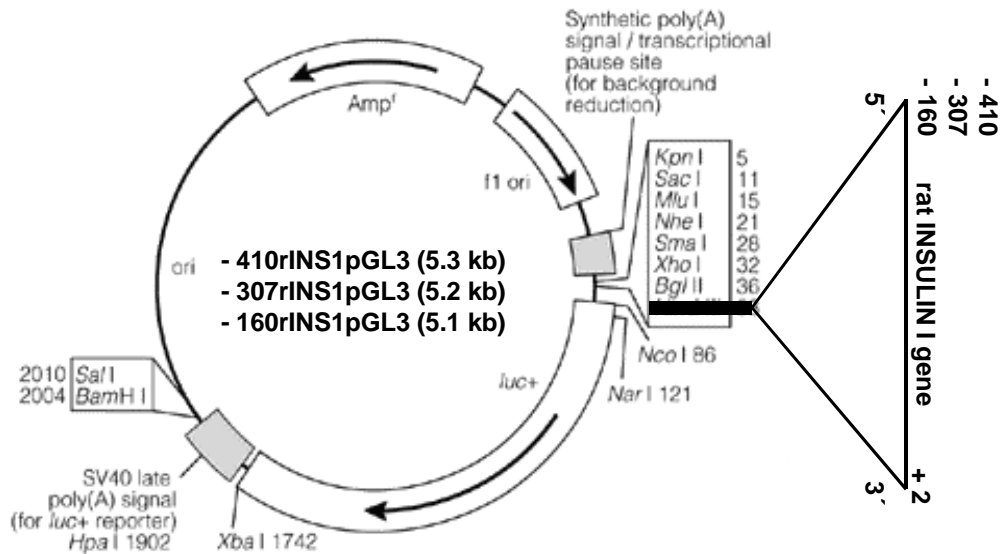 Synthetic poly(A)
signal / transcriptional
pause site
(for background
reduction)
Ampʳ
f1 ori
Kpn I 5
Sac I 11
Mlu I 15
Nhe I 21
Sma I 28
Xho I 32
Bgl II 36
Nco I 86
Nar I 121
ori
- 410rINS1pGL3 (5.3 kb)
- 307rINS1pGL3 (5.2 kb)
- 160rINS1pGL3 (5.1 kb)
luc+
2010 Sal I
2004 BamH I
SV40 late
poly(A) signal
(for luc+ reporter)
Hpa I 1902
Xba I 1742
- 410
- 307
- 160 rat INSULIN I gene + 2
5´
3´